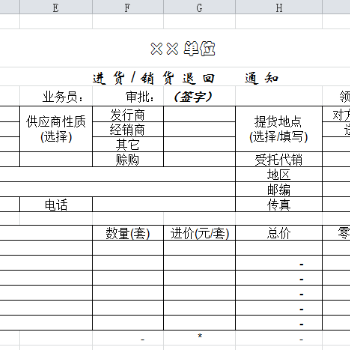 E F G H
××单位
进货/销货退回 通知
业务员： 审批： （签字） 领
供应商性质 发行商 提货地点 对方
(选择) 经销商 (选择/填写)
其它
赊购 受托代销
地区
邮编
电话 传真
数量(套) 进价(元/套) 总价 零
-
-
-
-
-
- * -